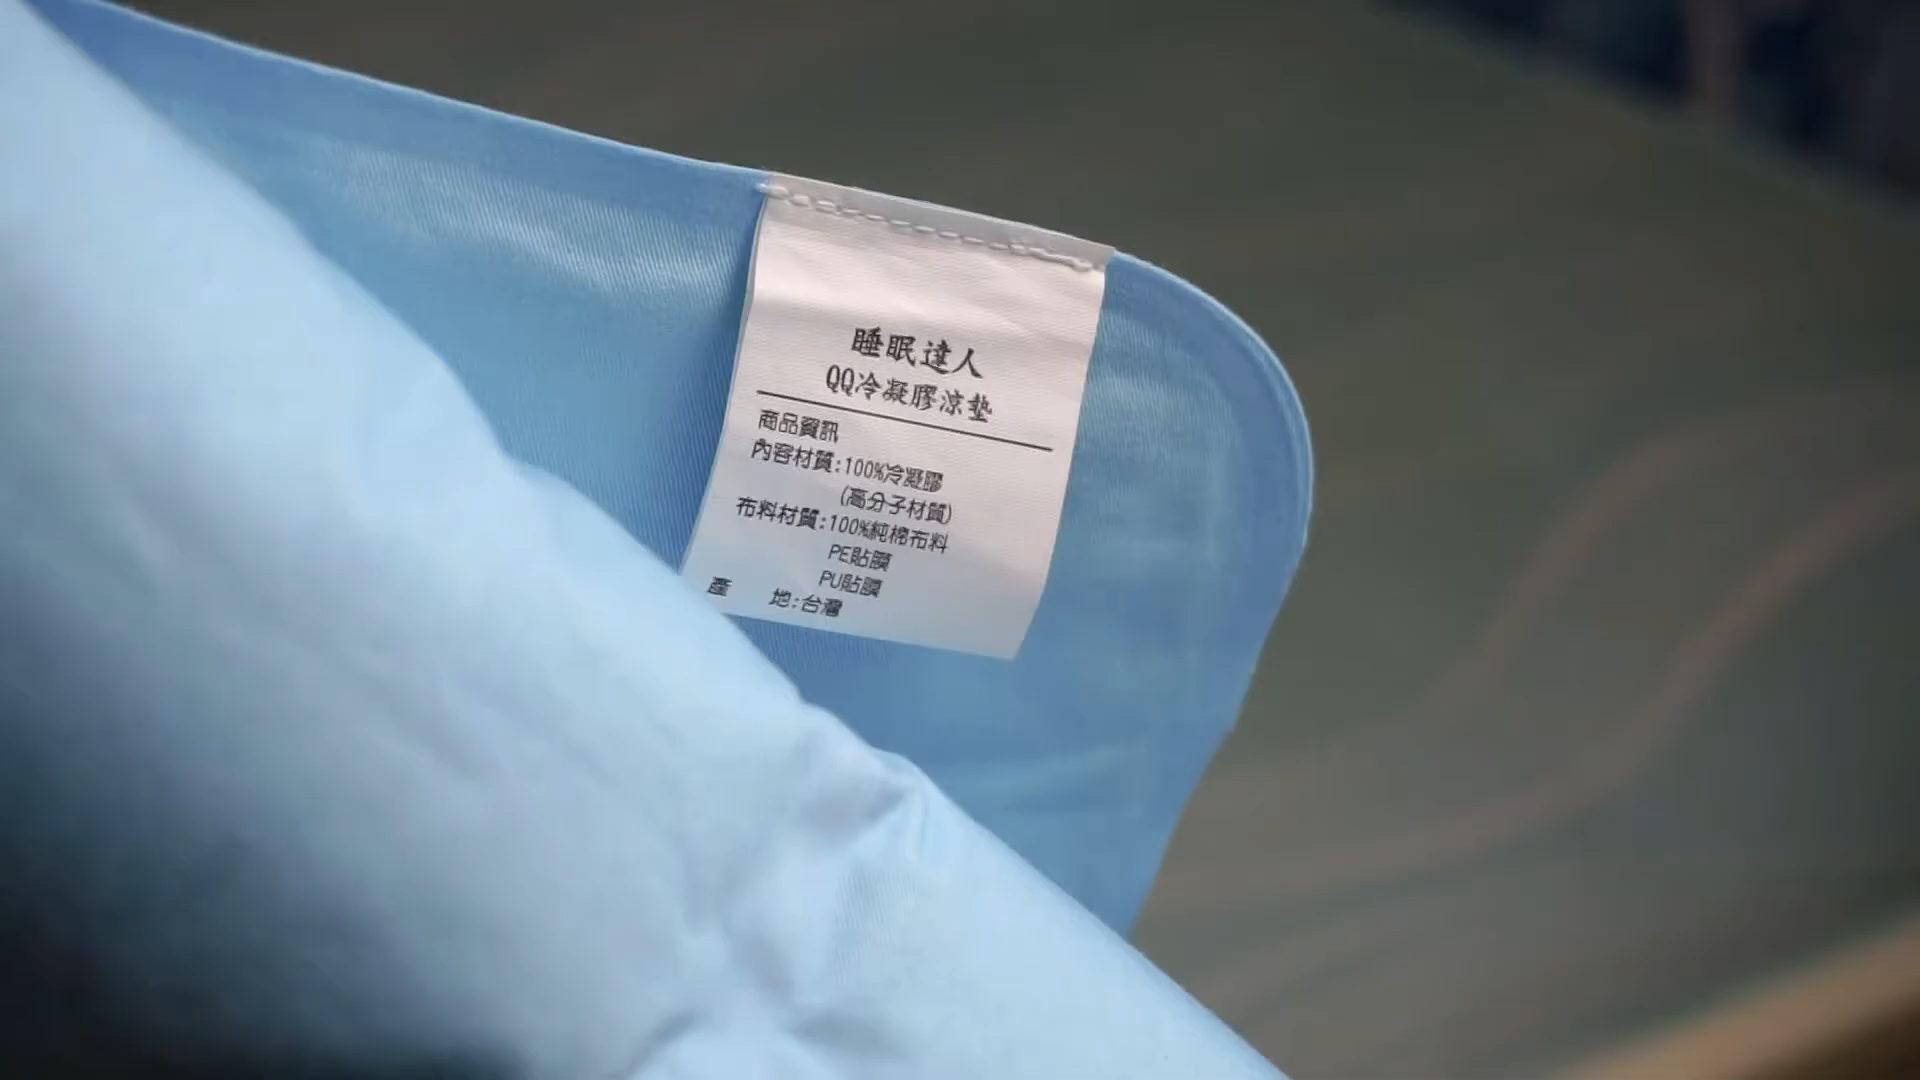 睡眠達人
QQ冷凝膠涼墊
商品資訊
內容材質:100%冷凝膠
(高分子材質)
布料材質:100%純棉布料
PE貼膜
PU貼膜
產 地:台灣